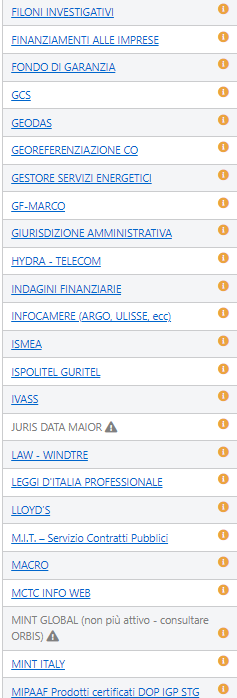 FILONI INVESTIGATIVI
FINANZIAMENTI ALLE IMPRESE
FONDO DI GARANZIA
GCS
GEODAS
GEOREFERENZIAZIONE CO
GESTORE SERVIZI ENERGETICI
GF-MARCO
GIURISDIZIONE AMMINISTRATIVA
HYDRA - TELECOM
INDAGINI FINANZIARIE
INFOCAMERE (ARGO, ULISSE, ecc)
ISMEA
ISPOLITEL GURITEL
IVASS
JURIS DATA MAIOR
LAW - WINDTRE
LEGGI D'ITALIA PROFESSIONALE
LLOYD'S
M.I.T. – Servizio Contratti Pubblici
MACRO
MCTC INFO WEB
MINT GLOBAL (non più attivo - consultare
ORBIS)
MINT ITALY
MIPAAF Prodotti certificati DOP IGP STG